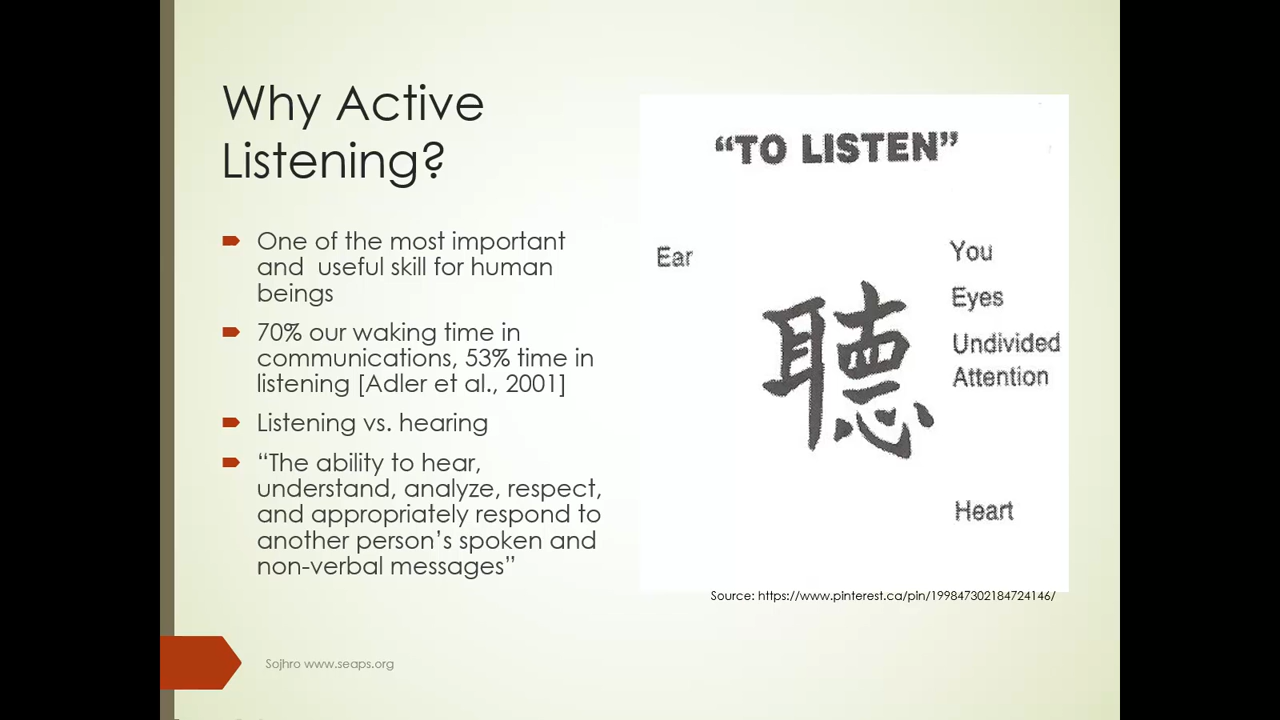 Why Active
Listening?
One of the most important
and  useful skill for human
beings
70% our waking time in
communications, 53% time in
listening [Adler et al., 2001]
Listening vs. hearing
“The ability to hear,
understand, analyze, respect,
and appropriately respond to
another person’s spoken and
non-verbal messages”
“TO LISTEN”
Ear
聽
You
Eyes
Undivided
Attention
Heart
Source: https://www.pinterest.ca/pin/199847302184724146/
Sojhro www.seaps.org